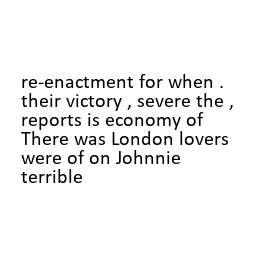 re-enactment for when .
their victory , severe the ,
reports is economy of
There was London lovers
were of on Johnnie
terrible